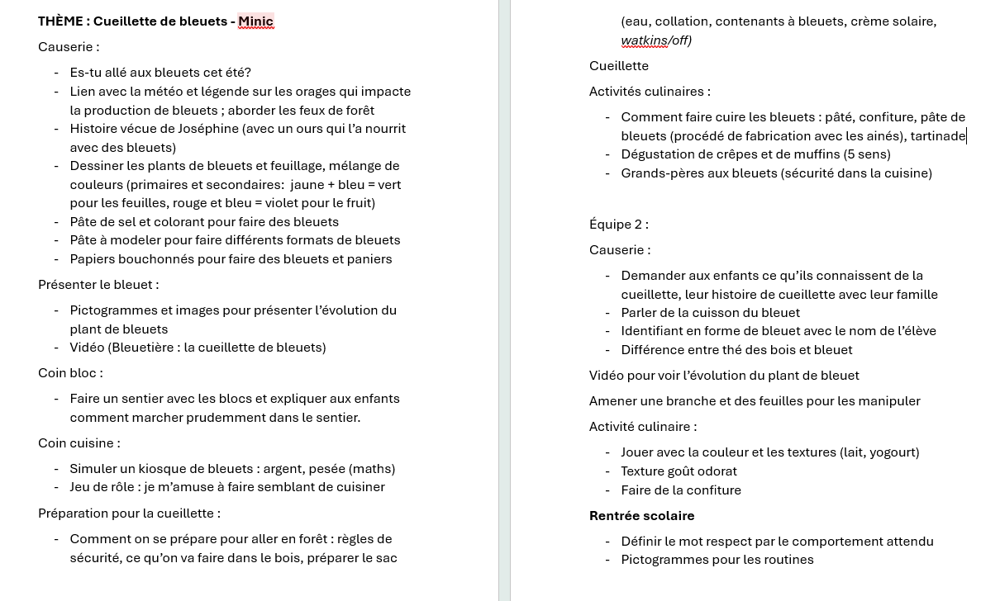 THÈME : Cueillette de bleuets - Minic
Causerie :
- Es-tu allé aux bleuets cet été?
- Lien avec la météo et légende sur les orages qui impacte
la production de bleuets ; aborder les feux de forêt
- Histoire vécue de Joséphine (avec un ours qui l’a nourrit
avec des bleuets)
- Dessiner les plants de bleuets et feuillage, mélange de
couleurs (primaires et secondaires:  jaune + bleu = vert
pour les feuilles, rouge et bleu = violet pour le fruit)
- Pâte de sel et colorant pour faire des bleuets
- Pâte à modeler pour faire différents formats de bleuets
- Papiers bouchonnés pour faire des bleuets et paniers
Présenter le bleuet :
- Pictogrammes et images pour présenter l’évolution du
plant de bleuets
- Vidéo (Bleuetière : la cueillette de bleuets)
Coin bloc :
- Faire un sentier avec les blocs et expliquer aux enfants
comment marcher prudemment dans le sentier.
Coin cuisine :
- Simuler un kiosque de bleuets : argent, pesée (maths)
- Jeu de rôle : je m’amuse à faire semblant de cuisiner
Préparation pour la cueillette :
- Comment on se prépare pour aller en forêt : règles de
sécurité, ce qu’on va faire dans le bois, préparer le sac
(eau, collation, contenants à bleuets, crème solaire,
watkins/off)
Cueillette
Activités culinaires :
- Comment faire cuire les bleuets : pâté, confiture, pâte de
bleuets (procédé de fabrication avec les ainés), tartinade
- Dégustation de crêpes et de muffins (5 sens)
- Grands-pères aux bleuets (sécurité dans la cuisine)
Équipe 2 :
Causerie :
- Demander aux enfants ce qu’ils connaissent de la
cueillette, leur histoire de cueillette avec leur famille
- Parler de la cuisson du bleuet
- Identifiant en forme de bleuet avec le nom de l’élève
- Différence entre thé des bois et bleuet
Vidéo pour voir l’évolution du plant de bleuet
Amener une branche et des feuilles pour les manipuler
Activité culinaire :
- Jouer avec la couleur et les textures (lait, yogourt)
- Texture goût odorat
- Faire de la confiture
Rentrée scolaire
- Définir le mot respect par le comportement attendu
- Pictogrammes pour les routines